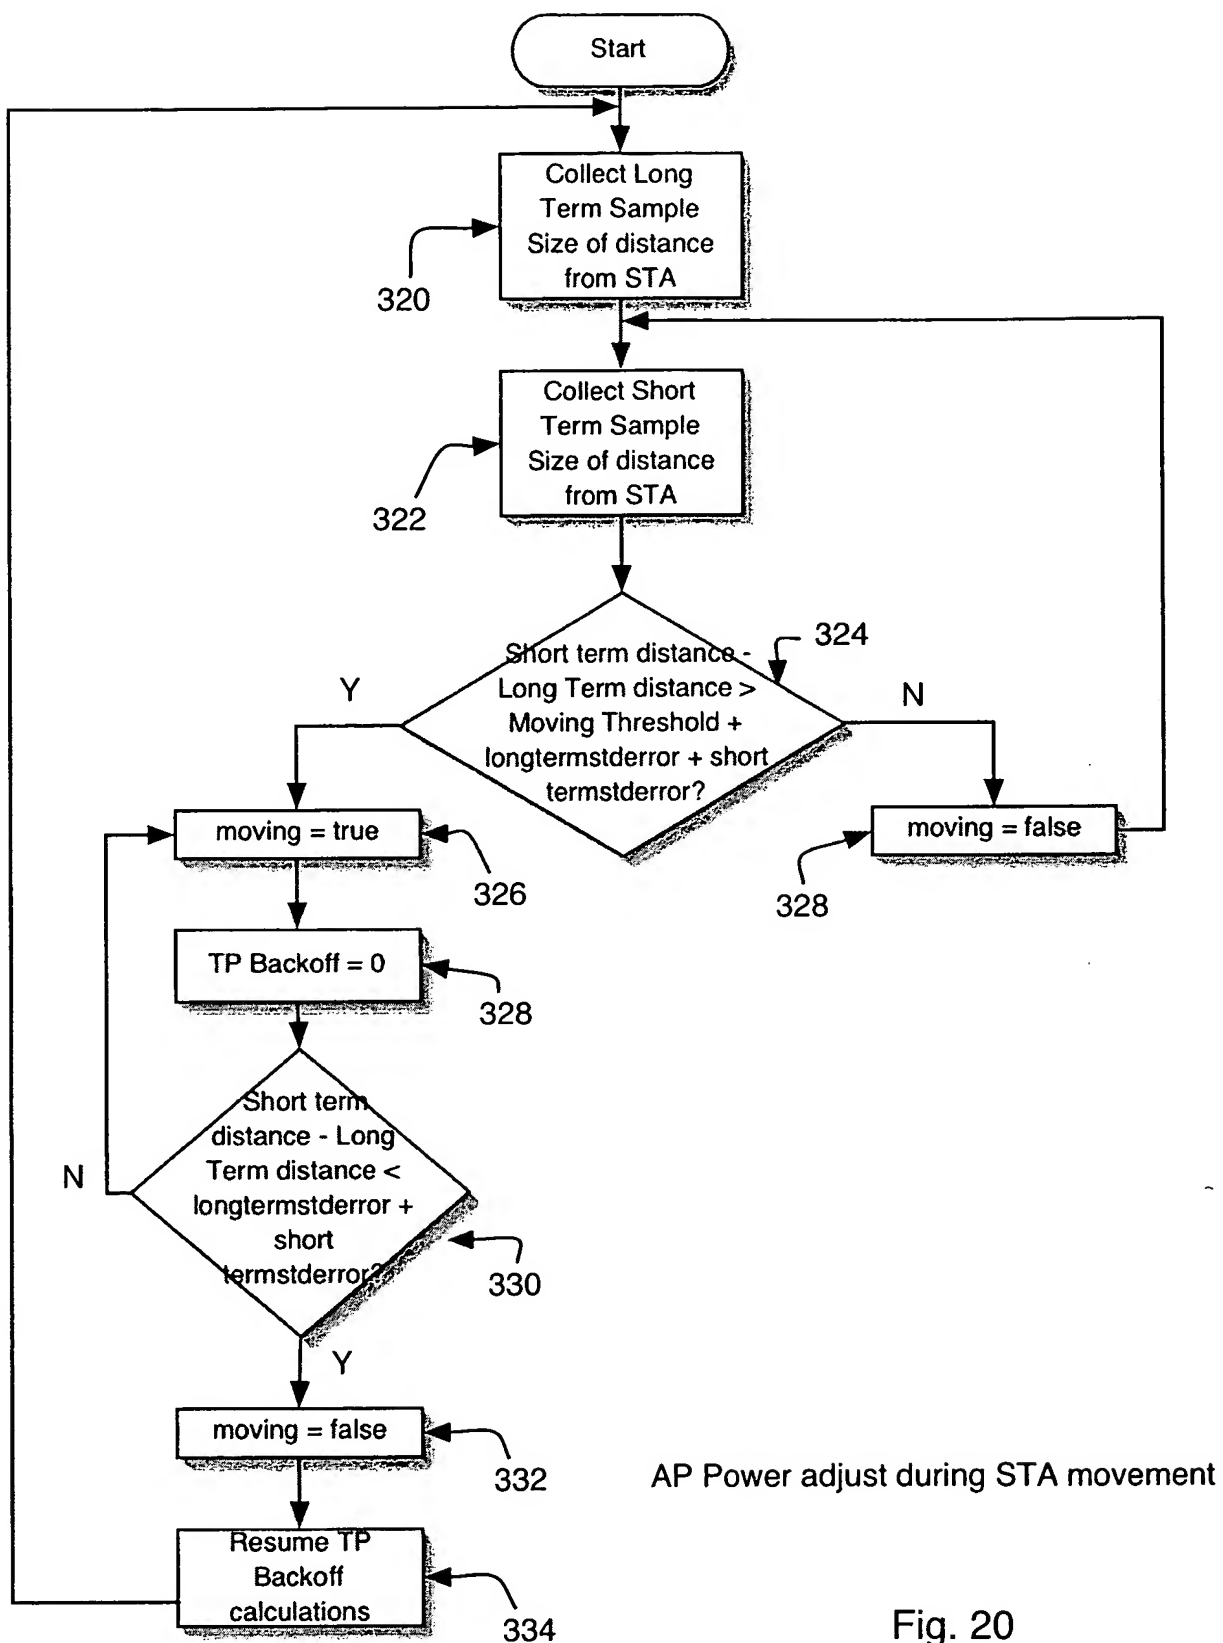 Start
Collect Long
Term Sample
Size of distance
from STA
320
Collect Short
Term Sample
Size of distance
from STA
322
324
Short term distance -
Long Term distance >
Moving Threshold +
longtermstderror + short
termstderror?
Y
N
moving = true
326
moving = false
328
TP Backoff = 0
328
Short term
distance - Long
Term distance <
longtermstderror +
short
termstderror?
N
330
Y
moving = false
332
AP Power adjust during STA movement
Resume TP
Backoff
calculations
334
Fig. 20